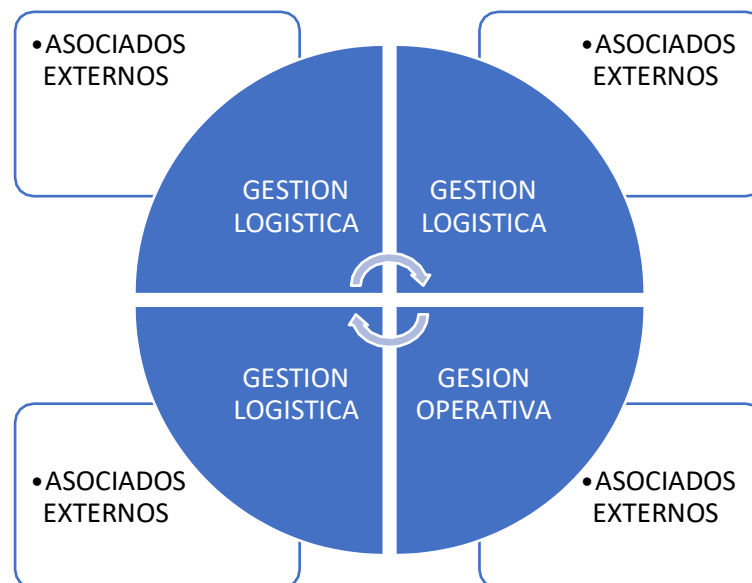 •ASOCIADOS
EXTERNOS
•ASOCIADOS
EXTERNOS
GESTION
LOGISTICA
GESTION
LOGISTICA
GESTION
LOGISTICA
GESION
OPERATIVA
•ASOCIADOS
EXTERNOS
•ASOCIADOS
EXTERNOS